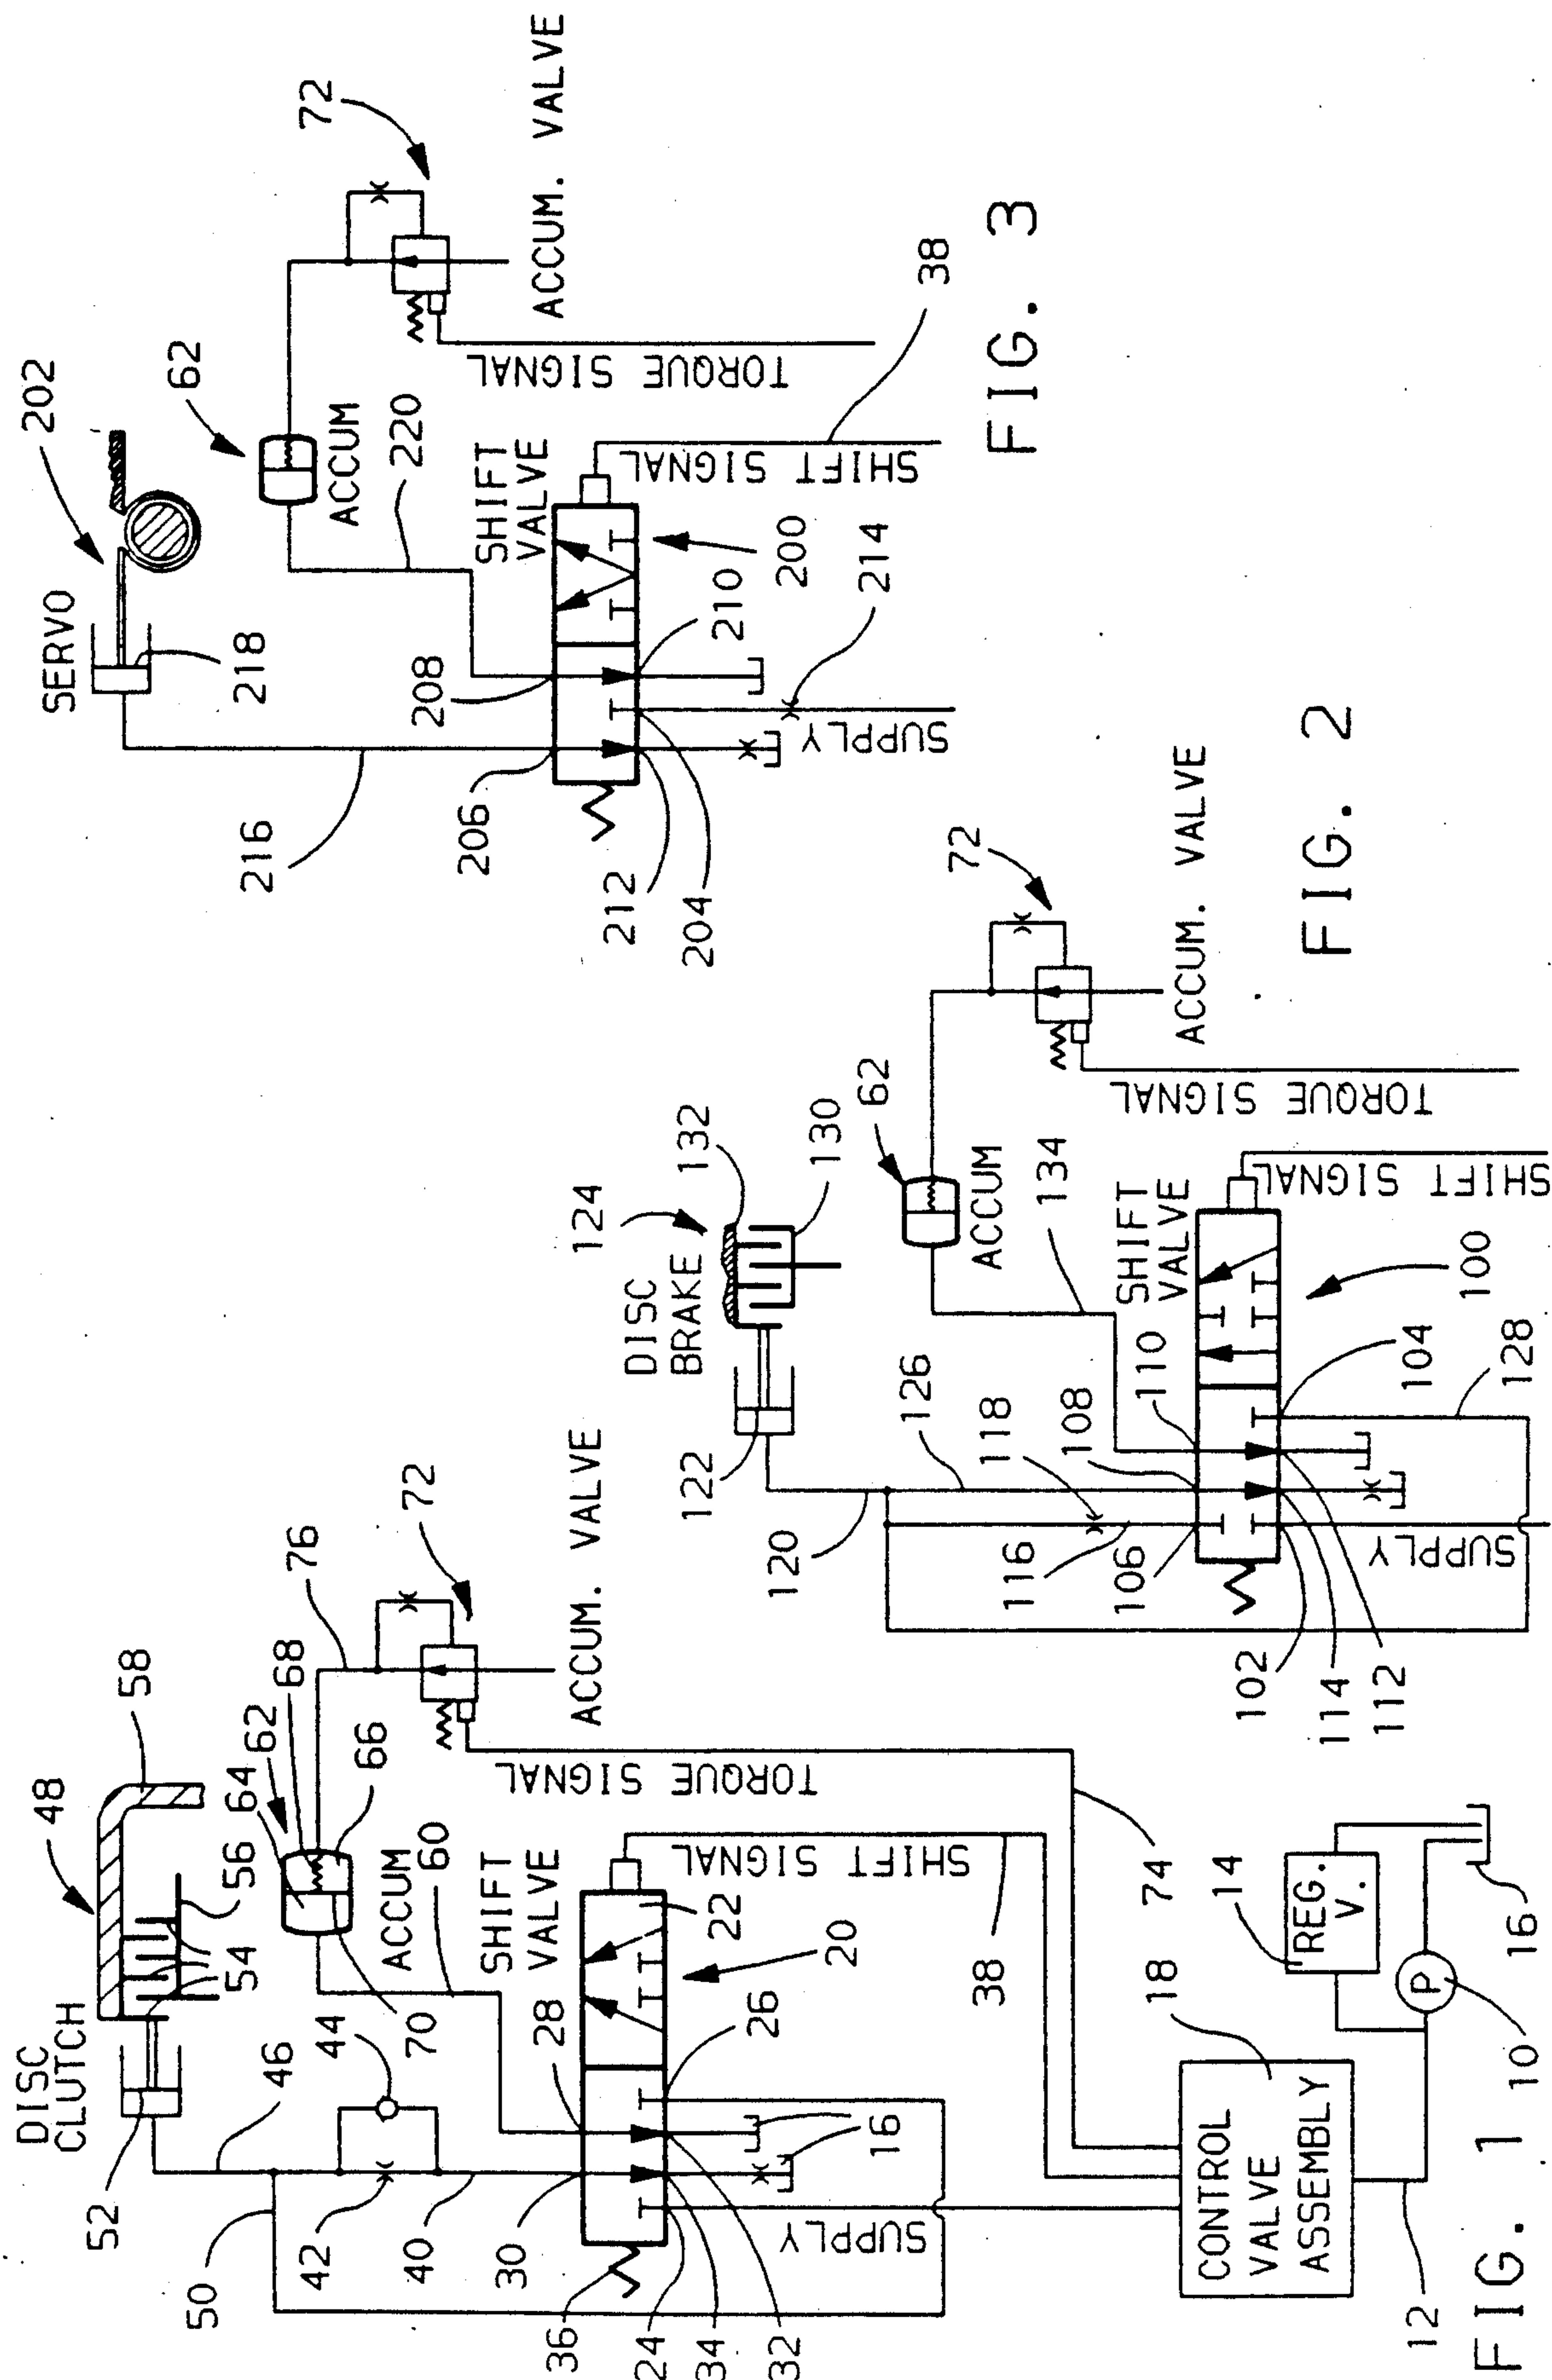 DISC
CLUTCH
48
58
52
46
54
56
64
62
68
76
44
70
ACCUM
66
72
50
42
40
60
SHIFT
VALVE
ACCUM. VALVE
30
28
22
TORQUE SIGNAL
36
24
34
32
16
26
20
SHIFT SIGNAL
SUPPLY
38
74
CONTROL
VALVE
ASSEMBLY
18
14
REG.
V.
P
12
10
16
FIG. 1
DISC
BRAKE
124
132
130
122
62
ACCUM
72
120
126
134
118
116
108
106
110
SHIFT
VALVE
ACCUM. VALVE
TORQUE SIGNAL
102
114
112
104
128
100
SHIFT SIGNAL
SUPPLY
FIG. 2
SERVO
202
218
62
ACCUM
72
216
220
206
208
SHIFT
VALVE
ACCUM. VALVE
TORQUE SIGNAL
212
204
210
200
214
SHIFT SIGNAL
38
SUPPLY
FIG. 3